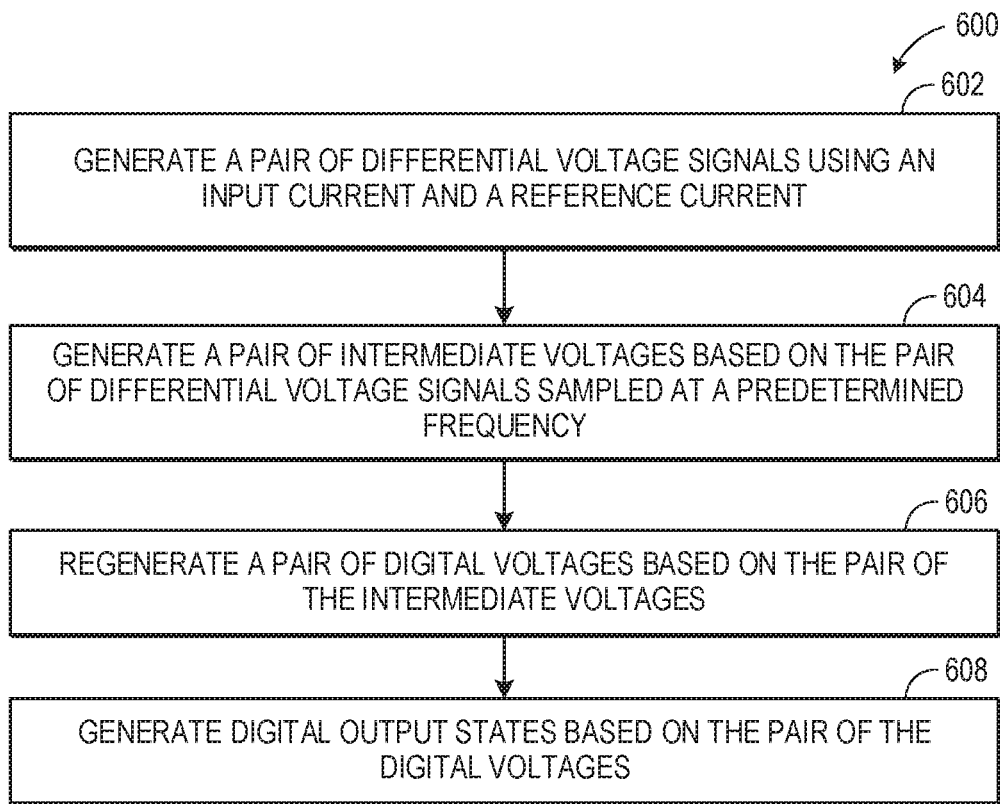 600
602
GENERATE A PAIR OF DIFFERENTIAL VOLTAGE SIGNALS USING AN
INPUT CURRENT AND A REFERENCE CURRENT
604
GENERATE A PAIR OF INTERMEDIATE VOLTAGES BASED ON THE PAIR
OF DIFFERENTIAL VOLTAGE SIGNALS SAMPLED AT A PREDETERMINED
FREQUENCY
606
REGENERATE A PAIR OF DIGITAL VOLTAGES BASED ON THE PAIR OF
THE INTERMEDIATE VOLTAGES
608
GENERATE DIGITAL OUTPUT STATES BASED ON THE PAIR OF THE
DIGITAL VOLTAGES